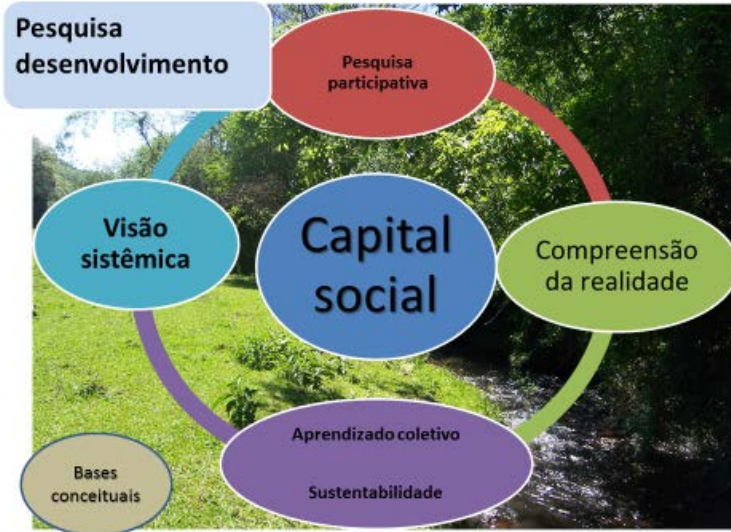 Pesquisa
desenvolvimento
Pesquisa
participativa
Visão
sistêmica
Capital
social
Compreensão
da realidade
Aprendizado coletivo
Sustentabilidade
Bases
conceituais